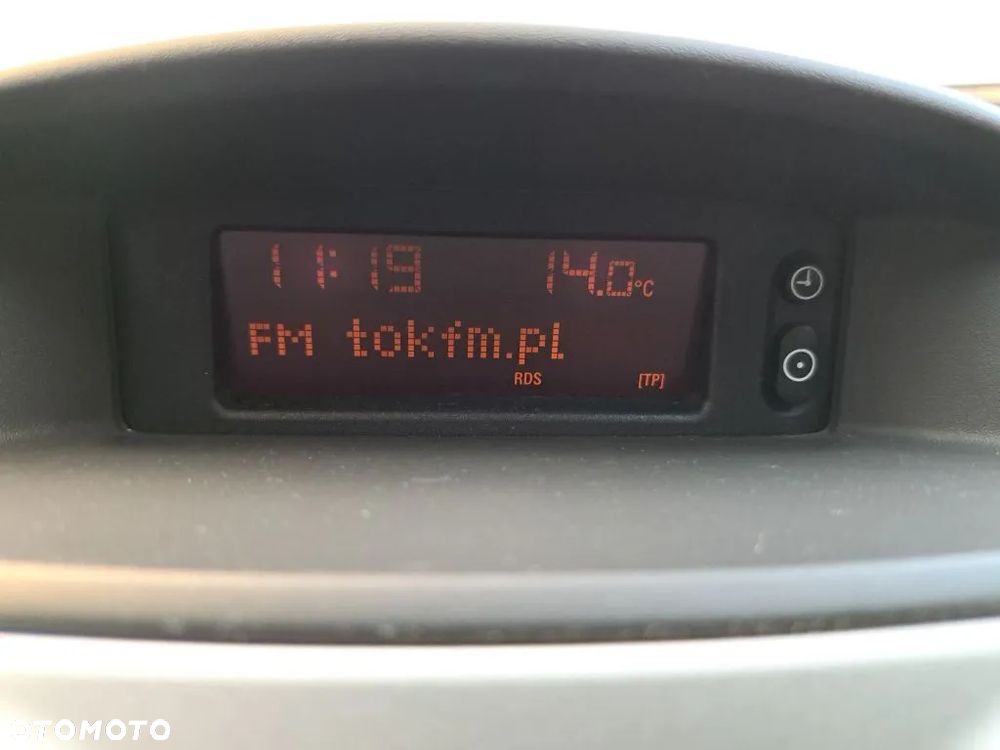 11:19 14.0°C
FM tokfm.pl
RDS [TP]
OTOMOTO